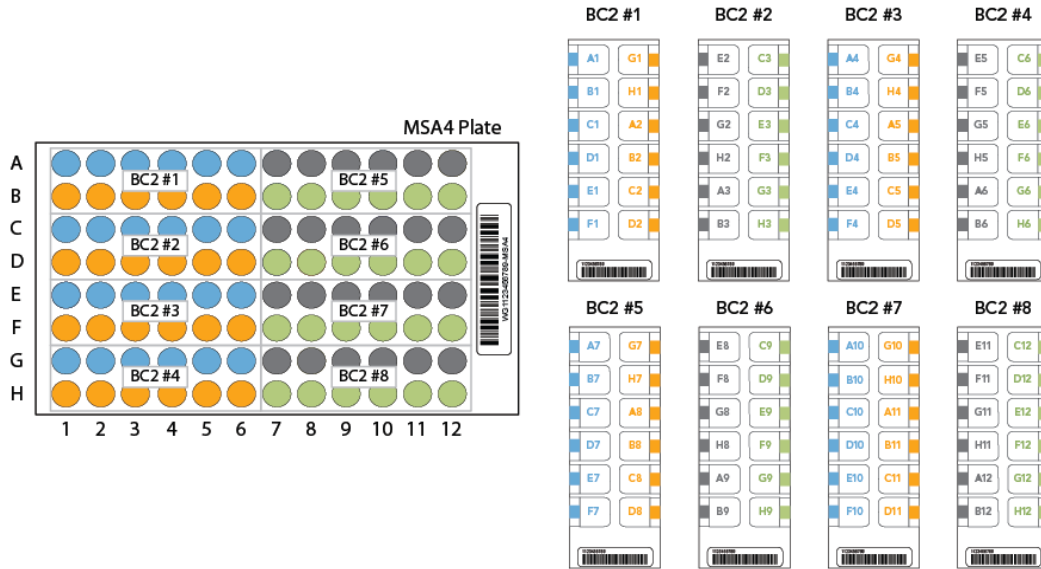 BC2 #1 BC2 #2 BC2 #3 BC2 #4
A1 G1 E2 C3 A4 G4 E5 C6
B1 H1 F2 D3 B4 H4 F5 D6
C1 A2 G2 E3 C4 A5 G5 E6
D1 B2 H2 F3 D4 B5 H5 F6
E1 C2 A3 G3 E4 C5 A6 G6
F1 D2 B3 H3 F4 D5 B6 H6
MSA4 Plate
A
BC2 #1 BC2 #5
B
C
BC2 #2 BC2 #6
D
E
BC2 #3 BC2 #7
F
G
BC2 #4 BC2 #8
H
1 2 3 4 5 6 7 8 9 10 11 12
WG1123456789-MSA4
BC2 #5 BC2 #6 BC2 #7 BC2 #8
A7 G7 E8 C9 A10 G10 E11 C12
B7 H7 F8 D9 B10 H10 F11 D12
C7 A8 G8 E9 C10 A11 G11 E12
D7 B8 H8 F9 D10 B11 H11 F12
E7 C8 A9 G9 E10 C11 A12 G12
F7 D8 B9 H9 F10 D11 B12 H12